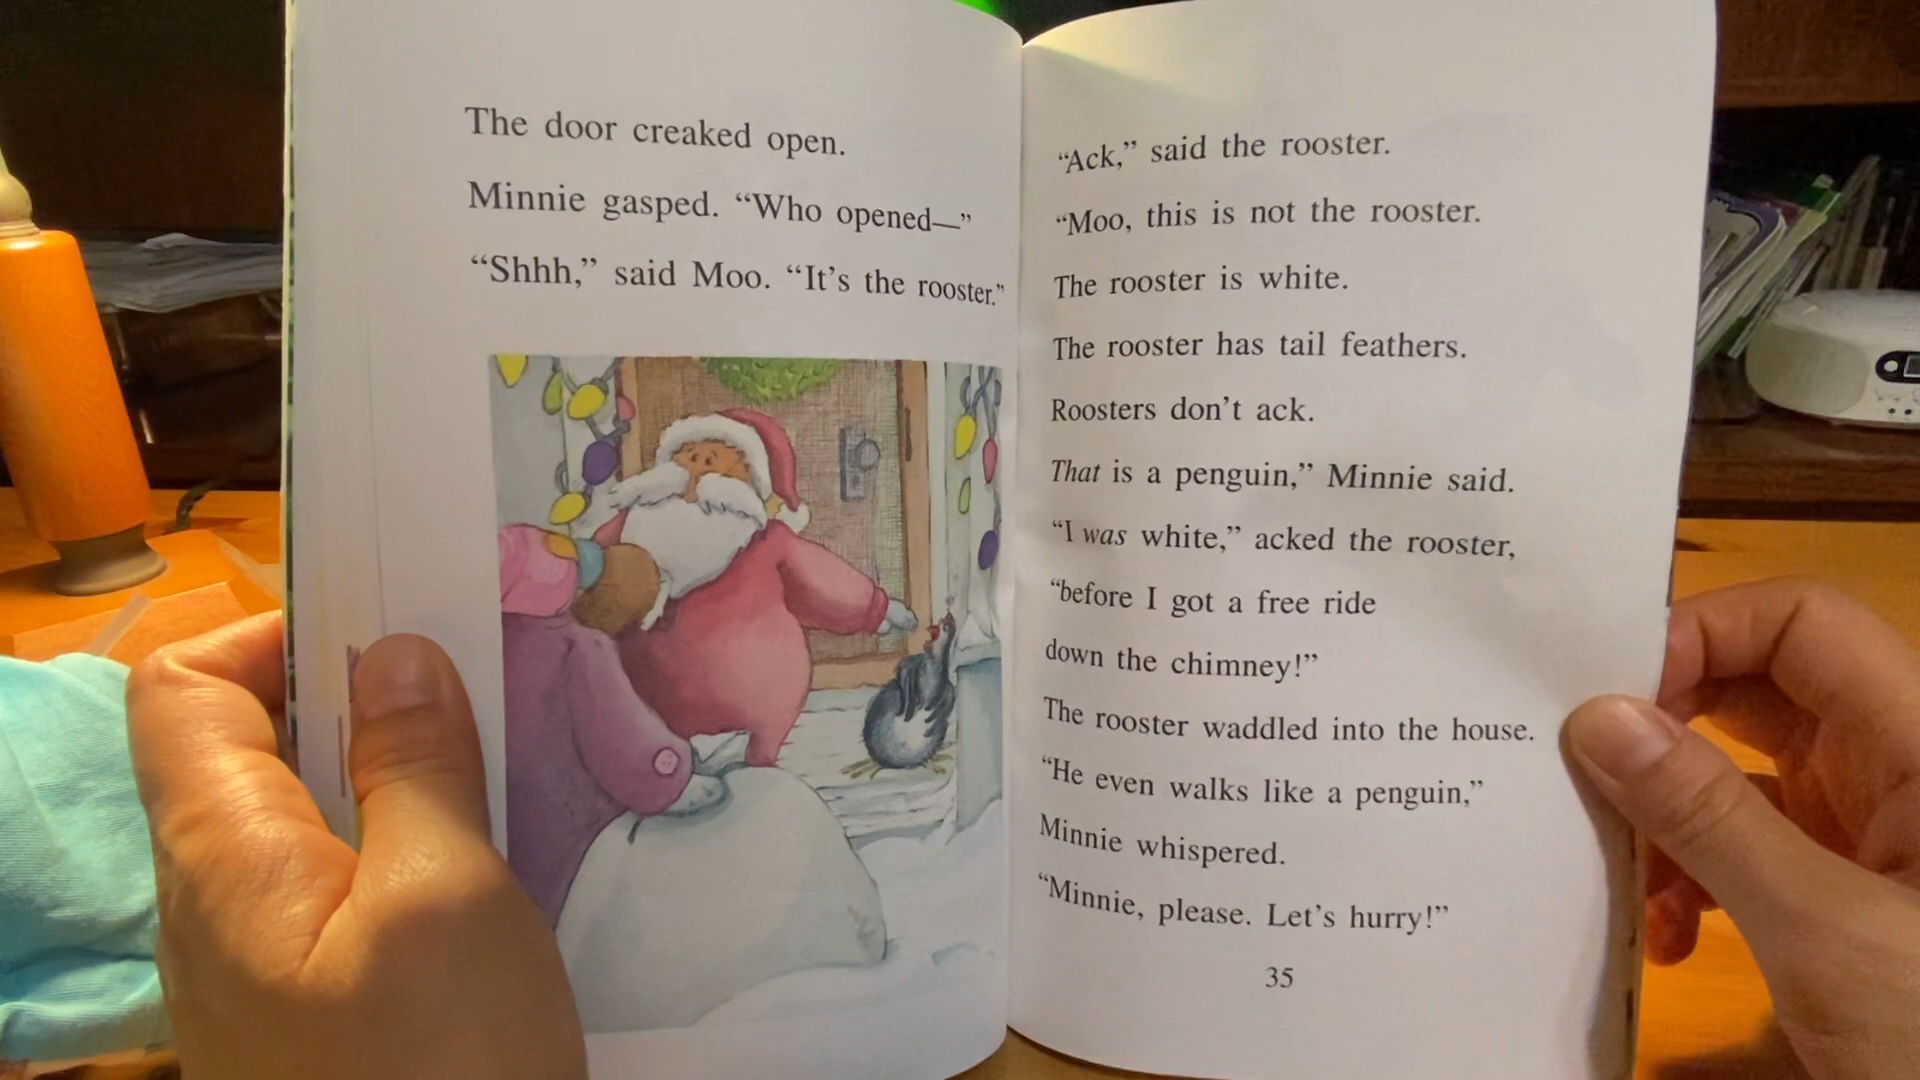 The door creaked open.
Minnie gasped. “Who opened—”
“Shhh,” said Moo. “It’s the rooster.”
“Ack,” said the rooster.
“Moo, this is not the rooster.
The rooster is white.
The rooster has tail feathers.
Roosters don’t ack.
That is a penguin,” Minnie said.
“I was white,” acked the rooster,
“before I got a free ride
down the chimney!”
The rooster waddled into the house.
“He even walks like a penguin,”
Minnie whispered.
“Minnie, please. Let’s hurry!”
35